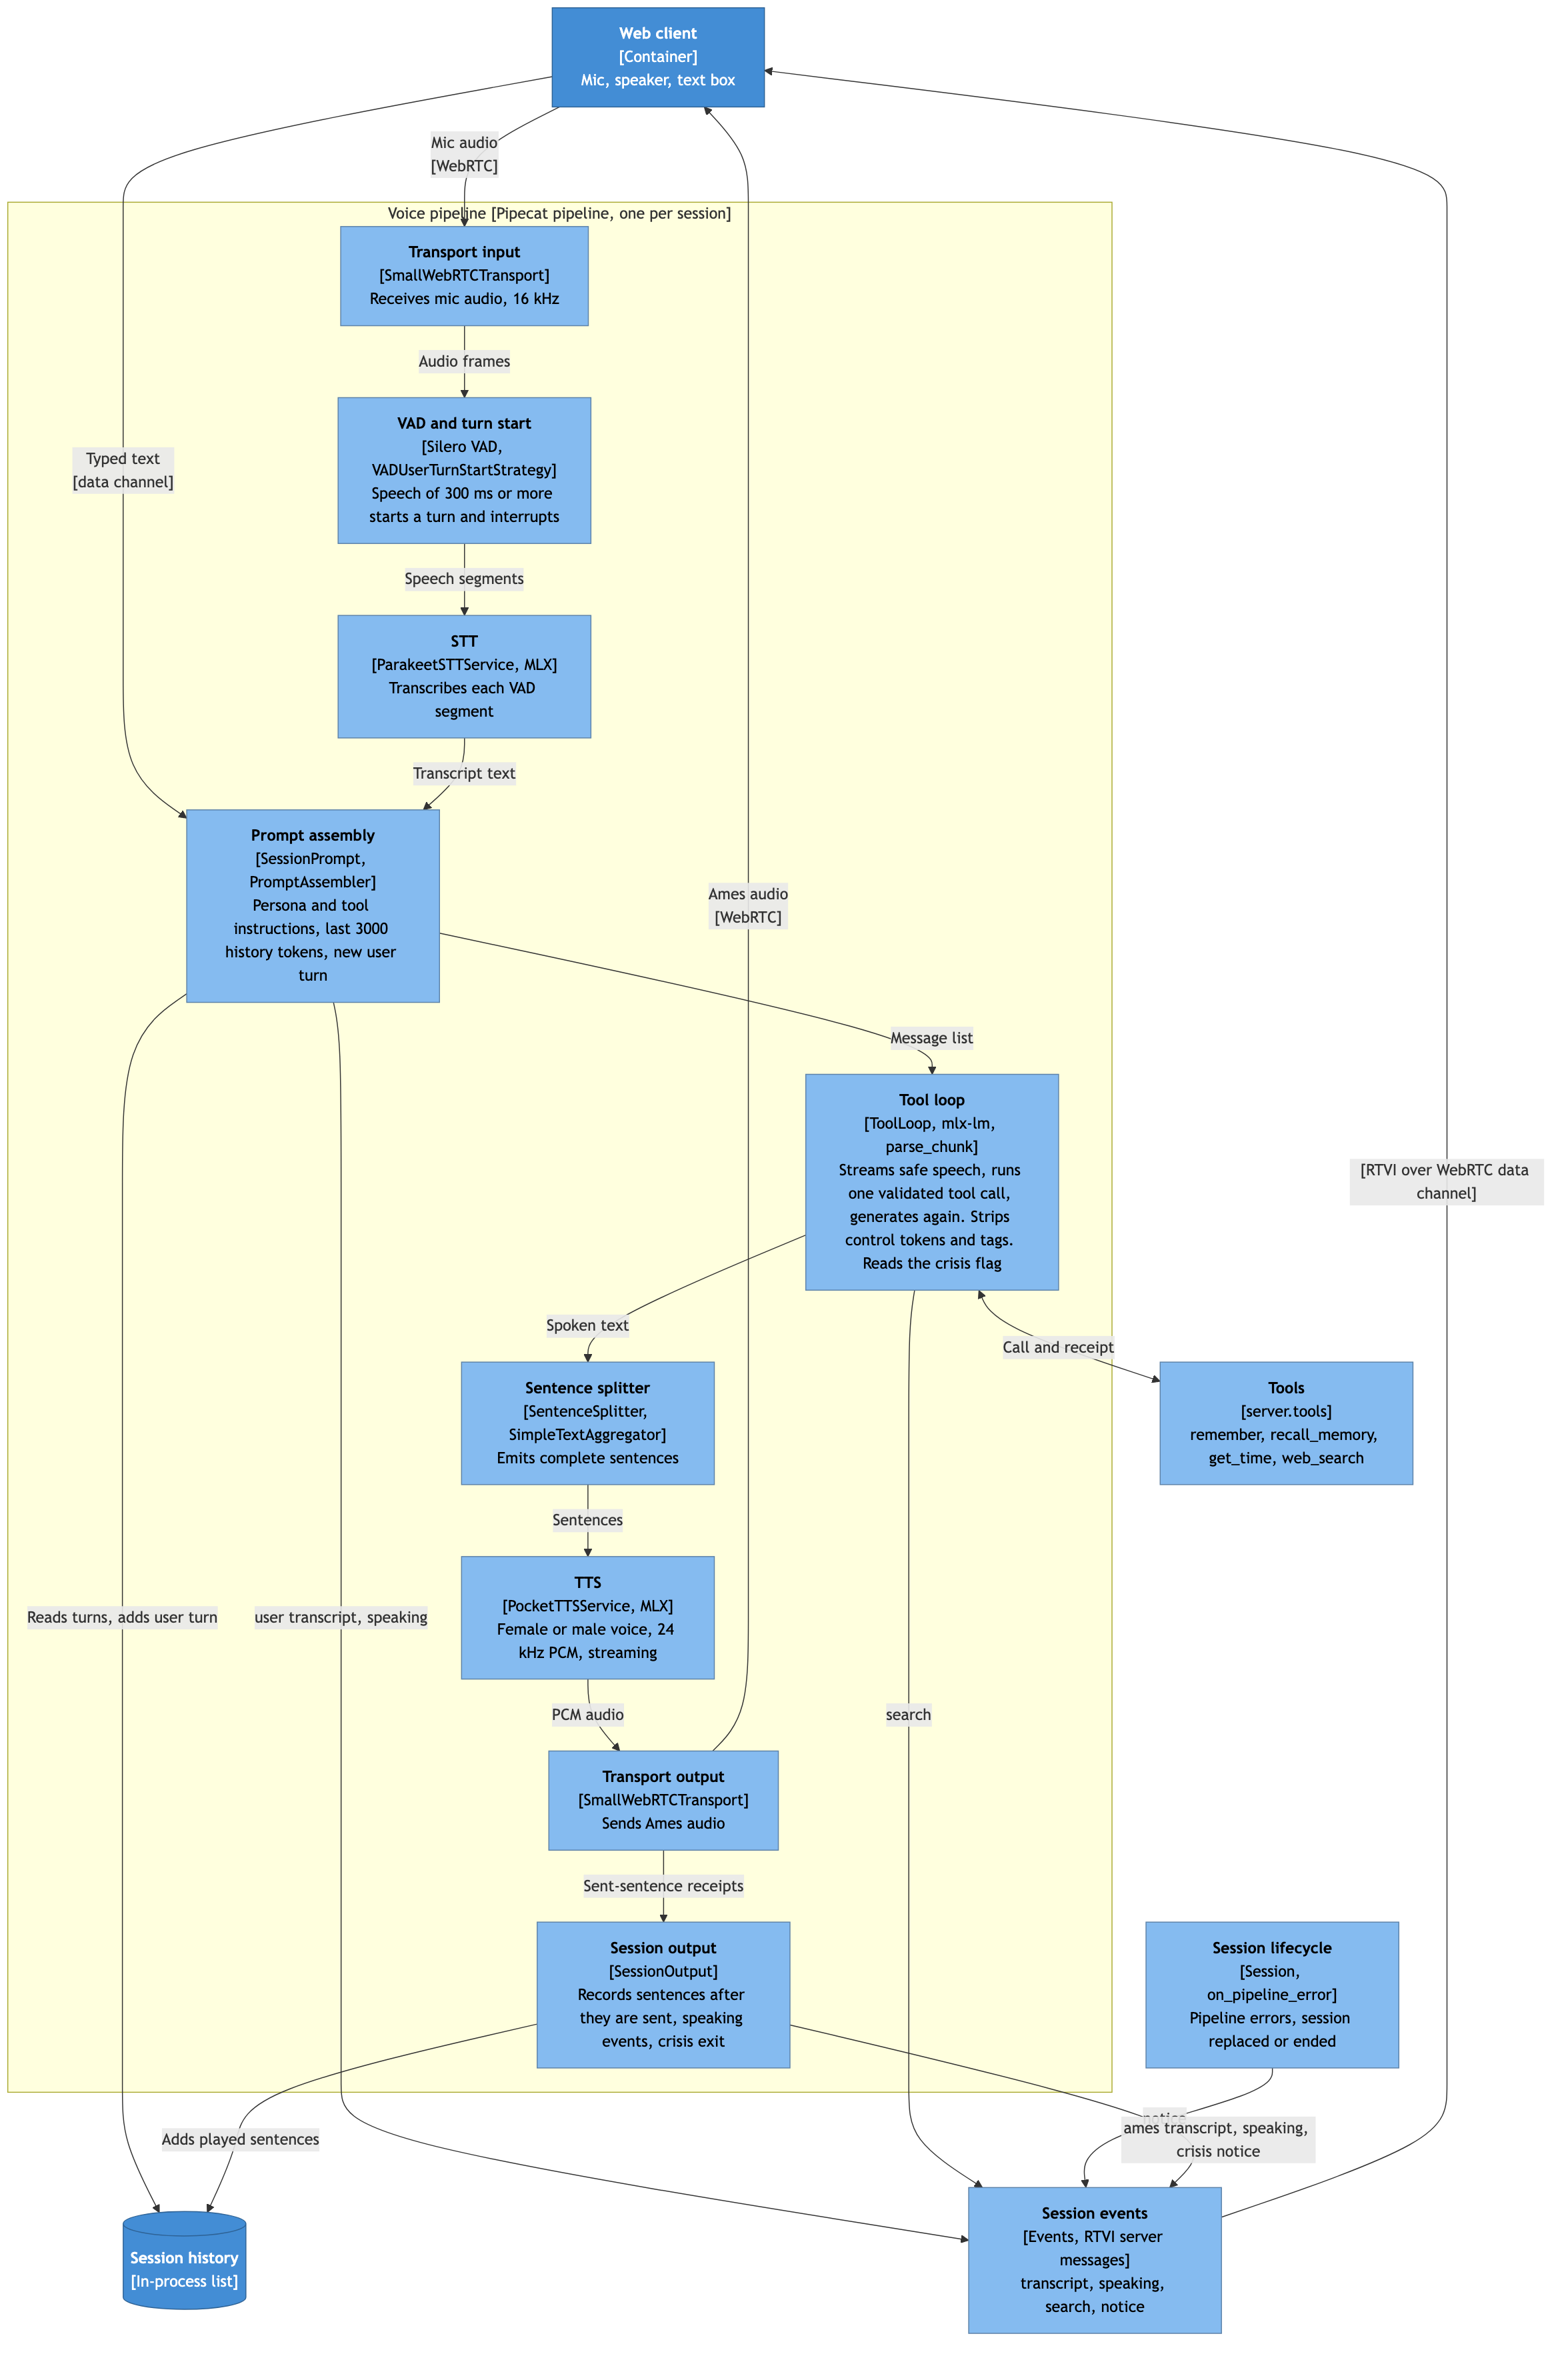 Web client
[Container]
Mic, speaker, text box
Mic audio
[WebRTC]
Voice pipeline [Pipecat pipeline, one per session]
Transport input
[SmallWebRTCTransport]
Receives mic audio, 16 kHz
Audio frames
VAD and turn start
[Silero VAD,
VADUserTurnStartStrategy]
Speech of 300 ms or more
starts a turn and interrupts
Typed text
[data channel]
Speech segments
STT
[ParakeetSTTService, MLX]
Transcribes each VAD
segment
Transcript text
Prompt assembly
[SessionPrompt,
PromptAssembler]
Persona and tool
instructions, last 3000
history tokens, new user
turn
Ames audio
[WebRTC]
Message list
Tool loop
[ToolLoop, mlx-lm,
parse_chunk]
Streams safe speech, runs
one validated tool call,
generates again. Strips
control tokens and tags.
Reads the crisis flag
[RTVI over WebRTC data
channel]
Spoken text
Call and receipt
Sentence splitter
[SentenceSplitter,
SimpleTextAggregator]
Emits complete sentences
Tools
[server.tools]
remember, recall_memory,
get_time, web_search
Sentences
TTS
[PocketTTSService, MLX]
Female or male voice, 24
kHz PCM, streaming
Reads turns, adds user turn
user transcript, speaking
PCM audio
search
Transport output
[SmallWebRTCTransport]
Sends Ames audio
Sent-sentence receipts
Session output
[SessionOutput]
Records sentences after
they are sent, speaking
events, crisis exit
Session lifecycle
[Session,
on_pipeline_error]
Pipeline errors, session
replaced or ended
Adds played sentences
notice
ames transcript, speaking,
crisis notice
Session history
[In-process list]
Session events
[Events, RTVI server
messages]
transcript, speaking,
search, notice